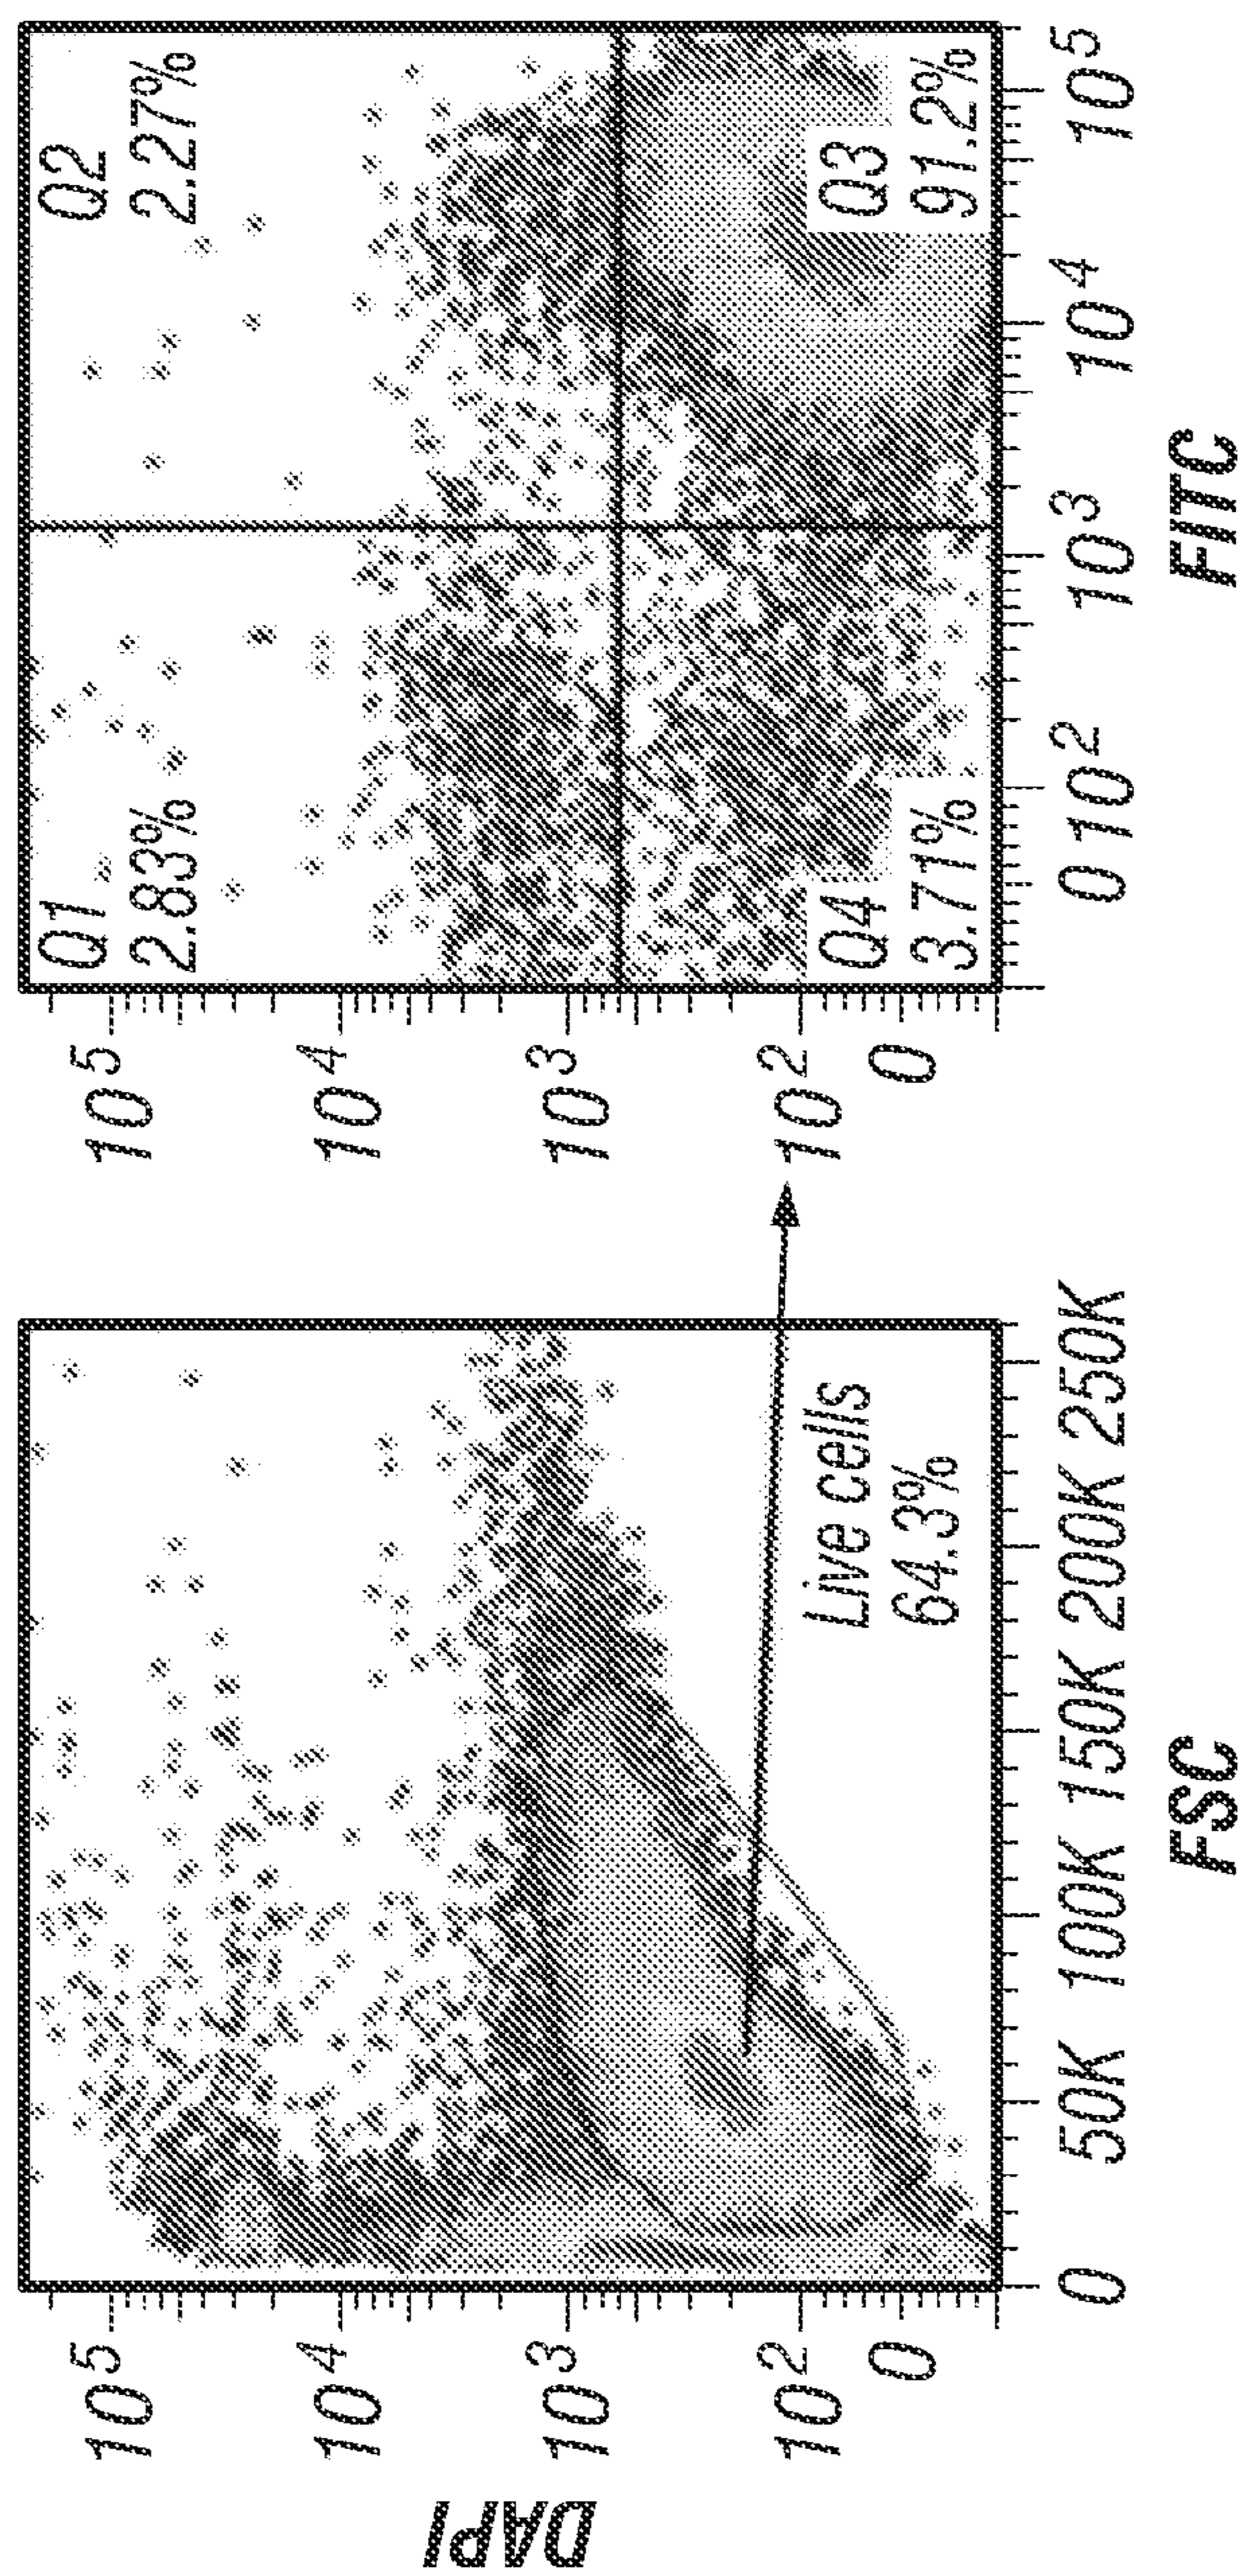 DAPI
10^5
10^4
10^3
10^2
0
Live cells
64.3%
0 50K 100K 150K 200K 250K
FSC
10^5
10^4
10^3
10^2
0
Q1
2.83%
Q2
2.27%
Q4
3.71%
Q3
91.2%
0 10^2 10^3 10^4 10^5
FITC